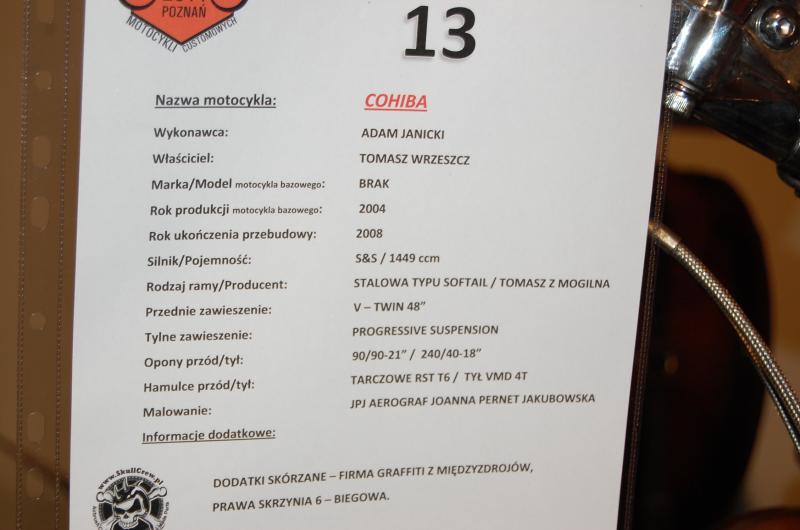 POZNAŃ
MOTOCYKLI CUSTOMOWYCH
13
Nazwa motocykla: COHIBA
Wykonawca: ADAM JANICKI
Właściciel: TOMASZ WRZESZCZ
Marka/Model motocykla bazowego: BRAK
Rok produkcji motocykla bazowego: 2004
Rok ukończenia przebudowy: 2008
Silnik/Pojemność: S&S / 1449 ccm
Rodzaj ramy/Producent: STALOWA TYPU SOFTAIL / TOMASZ Z MOGILNA
Przednie zawieszenie: V – TWIN 48”
Tylne zawieszenie: PROGRESSIVE SUSPENSION
Opony przód/tył: 90/90-21” / 240/40-18”
Hamulce przód/tył: TARCZOWE RST T6 / TYŁ VMD 4T
Malowanie: JPJ AEROGRAF JOANNA PERNET JAKUBOWSKA
Informacje dodatkowe:
www.SkullCrew.pl
DODATKI SKÓRZANE – FIRMA GRAFFITI Z MIĘDZYZDROJÓW,
PRAWA SKRZYNIA 6 – BIEGOWA.